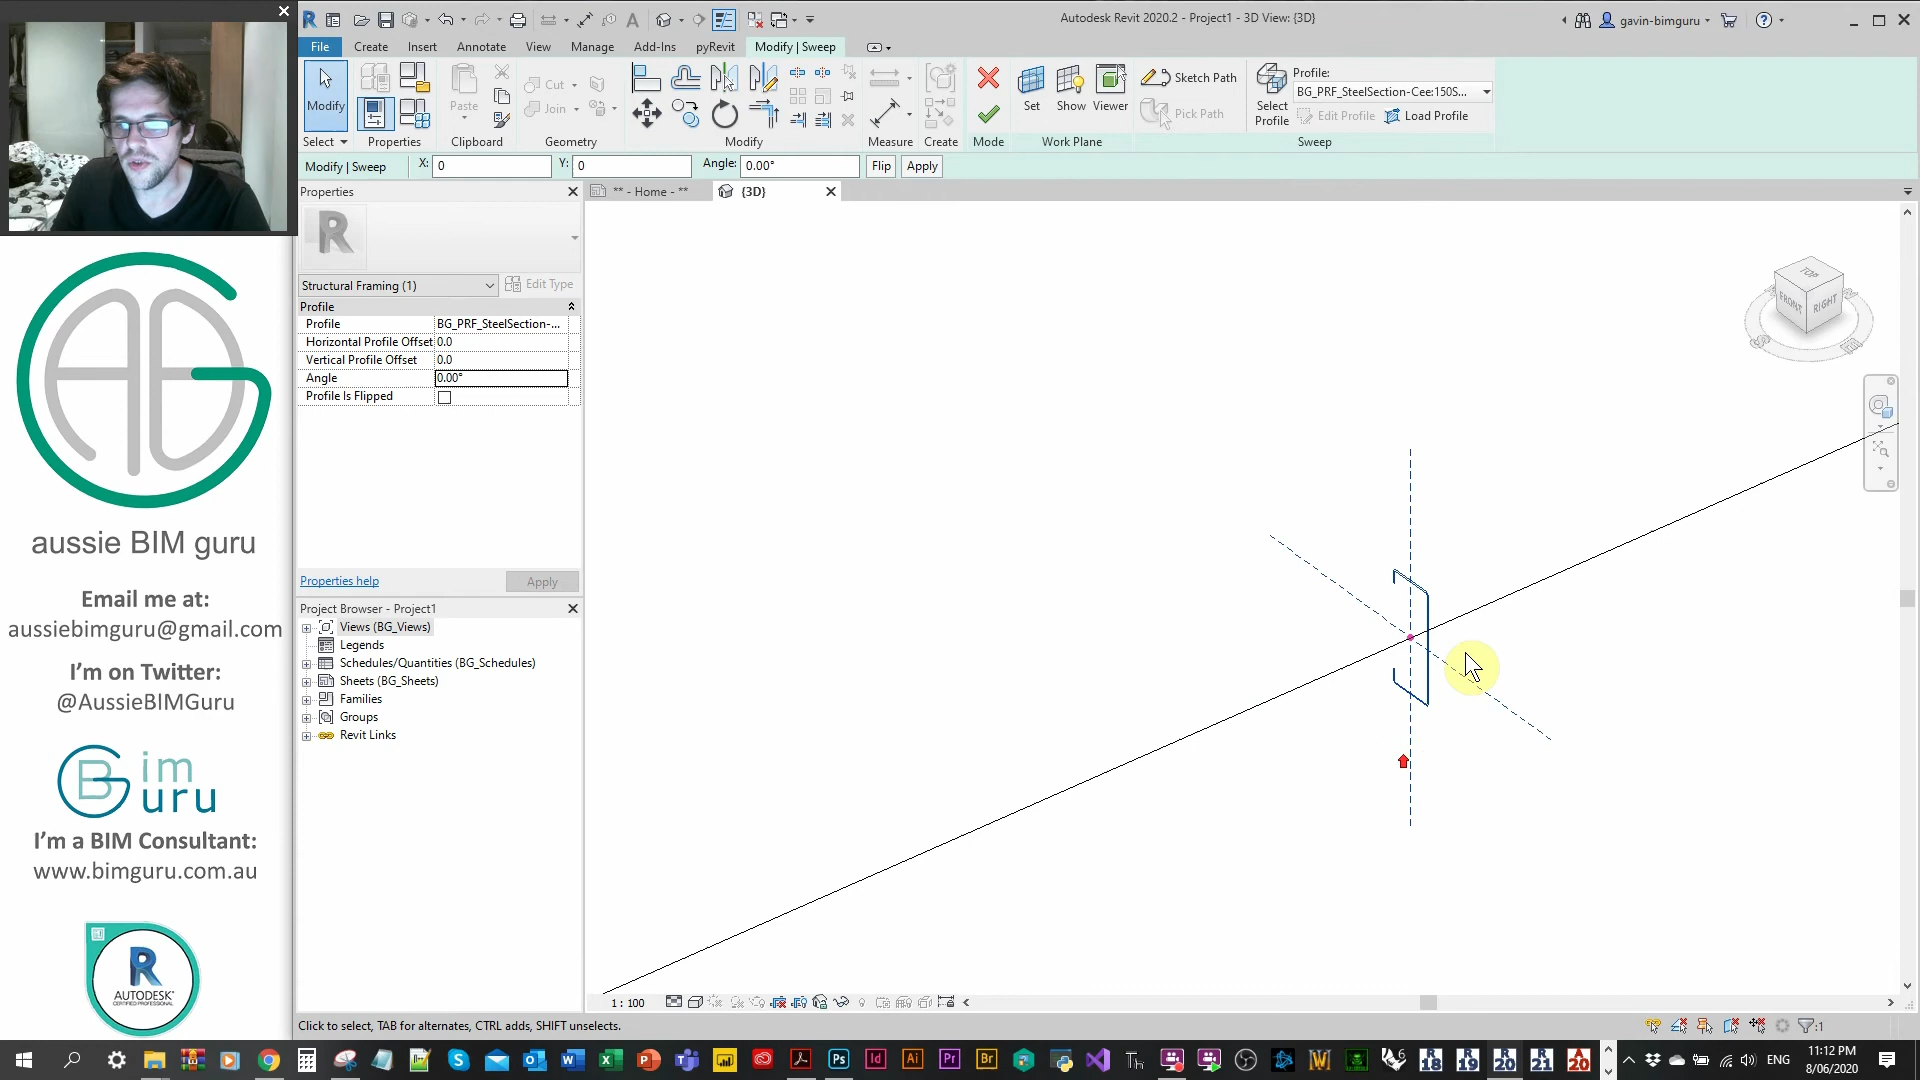 Autodesk Revit 2020.2 - Project1 - 3D View: {3D}
gavin-bimguru
File
Create
Insert
Annotate
View
Manage
Add-Ins
pyRevit
Modify | Sweep
Modify
Paste
Cut
Join
Set
Show
Viewer
Sketch Path
Pick Path
Select
Profile
Profile:
BG_PRF_SteelSection-Cee:150S...
Edit Profile
Load Profile
Select
Properties
Clipboard
Geometry
Modify
Measure
Create
Mode
Work Plane
Sweep
Modify | Sweep
X: 0
Y: 0
Angle: 0.00°
Flip
Apply
Properties
** - Home - **
{3D}
Structural Framing (1)
Edit Type
Profile
Profile BG_PRF_SteelSection-...
Horizontal Profile Offset 0.0
Vertical Profile Offset 0.0
Angle 0.00°
Profile Is Flipped
Properties help
Apply
Project Browser - Project1
Views (BG_Views)
Legends
Schedules/Quantities (BG_Schedules)
Sheets (BG_Sheets)
Families
Groups
Revit Links
TOP
FRONT
RIGHT
1 : 100
Click to select, TAB for alternates, CTRL adds, SHIFT unselects.
:1
aussie BIM guru
Email me at:
aussiebimguru@gmail.com
I'm on Twitter:
@AussieBIMGuru
BG
im
uru
I'm a BIM Consultant:
www.bimguru.com.au
R
AUTODESK
CERTIFIED PROFESSIONAL
ENG
11:12 PM
8/06/2020